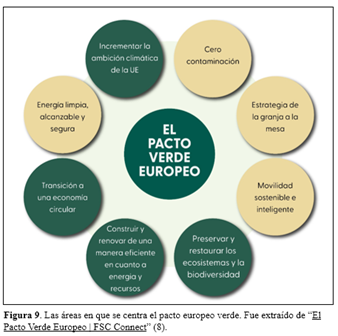 Incrementar la
ambición climática
de la UE
Cero
contaminación
Energía limpia,
alcanzable y
segura
Estrategia de
la granja a la
mesa
EL
PACTO
VERDE
EUROPEO
Transición a
una economía
circular
Movilidad
sostenible e
inteligente
Construir y
renovar de una
manera eficiente
en cuanto a
energía y
recursos
Preservar y
restaurar los
ecosistemas y la
biodiversidad
Figura 9. Las áreas en que se centra el pacto europeo verde. Fue extraído de “El
Pacto Verde Europeo | FSC Connect” (8).